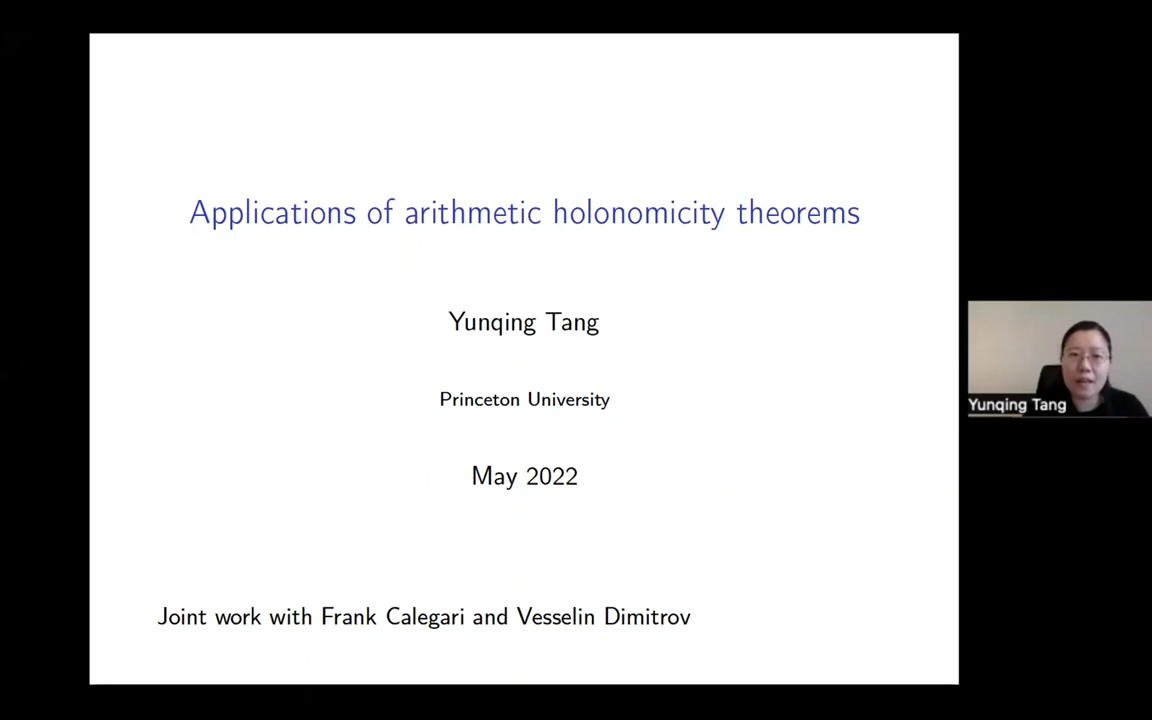 Applications of arithmetic holonomicity theorems
Yunqing Tang
Princeton University
May 2022
Joint work with Frank Calegari and Vesselin Dimitrov
Yunqing Tang